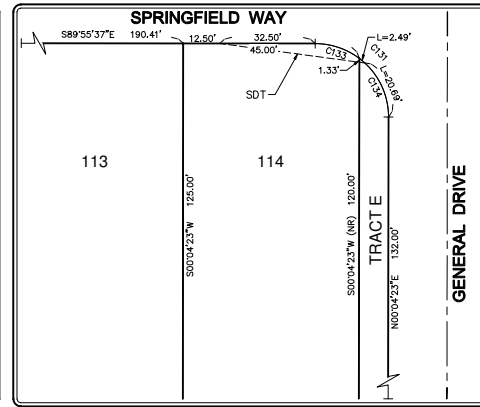 SPRINGFIELD WAY
S89°55'37"E 190.41' 12.50' 32.50'
45.00'
L=2.49'
C133
C131
1.33'
L=20.69'
C134
SDT
113
114
S00°04'23"W 125.00'
S00°04'23"W (NR) 120.00'
TRACT E
N00°04'23"E 132.00'
GENERAL DRIVE